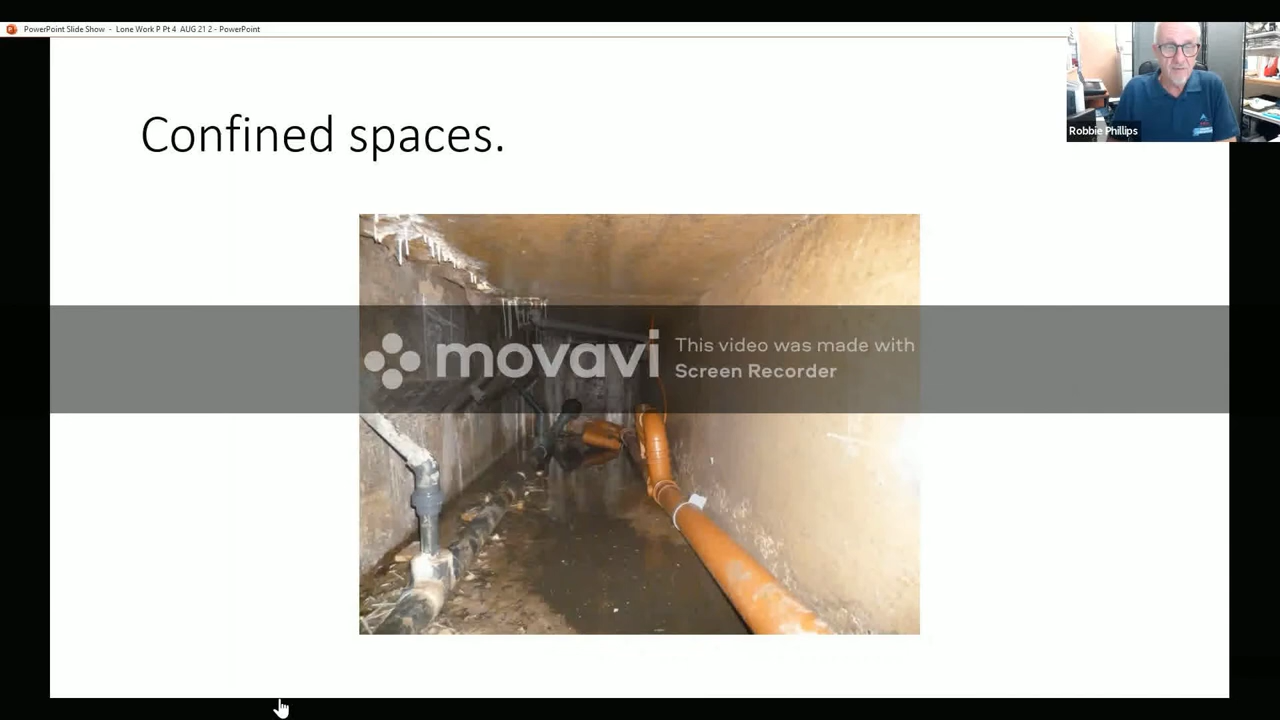 PowerPoint Slide Show - Lone Work P Pt 4 AUG 21 2 - PowerPoint
Robbie Phillips
Confined spaces.
movavi
This video was made with
Screen Recorder